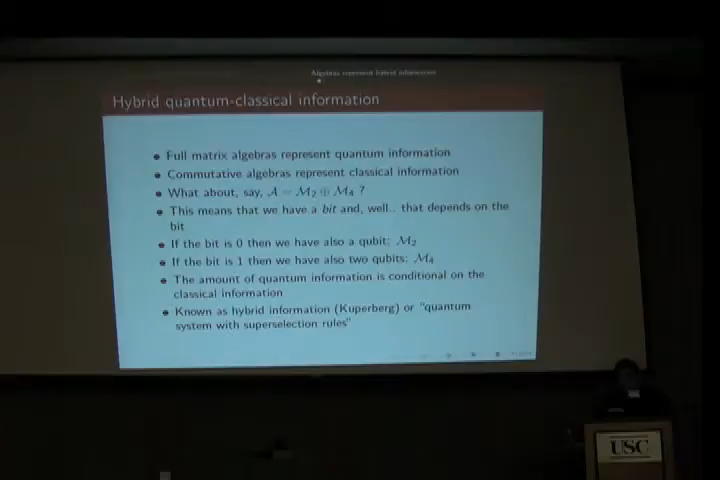 Algebras represent hybrid information
Hybrid quantum-classical information
Full matrix algebras represent quantum information
Commutative algebras represent classical information
What about, say, 𝒜 = ℳ₂ ⊕ ℳ₄ ?
This means that we have a bit and, well.. that depends on the
bit
If the bit is 0 then we have also a qubit: ℳ₂
If the bit is 1 then we have also two qubits: ℳ₄
The amount of quantum information is conditional on the
classical information
Known as hybrid information (Kuperberg) or "quantum
system with superselection rules"
USC